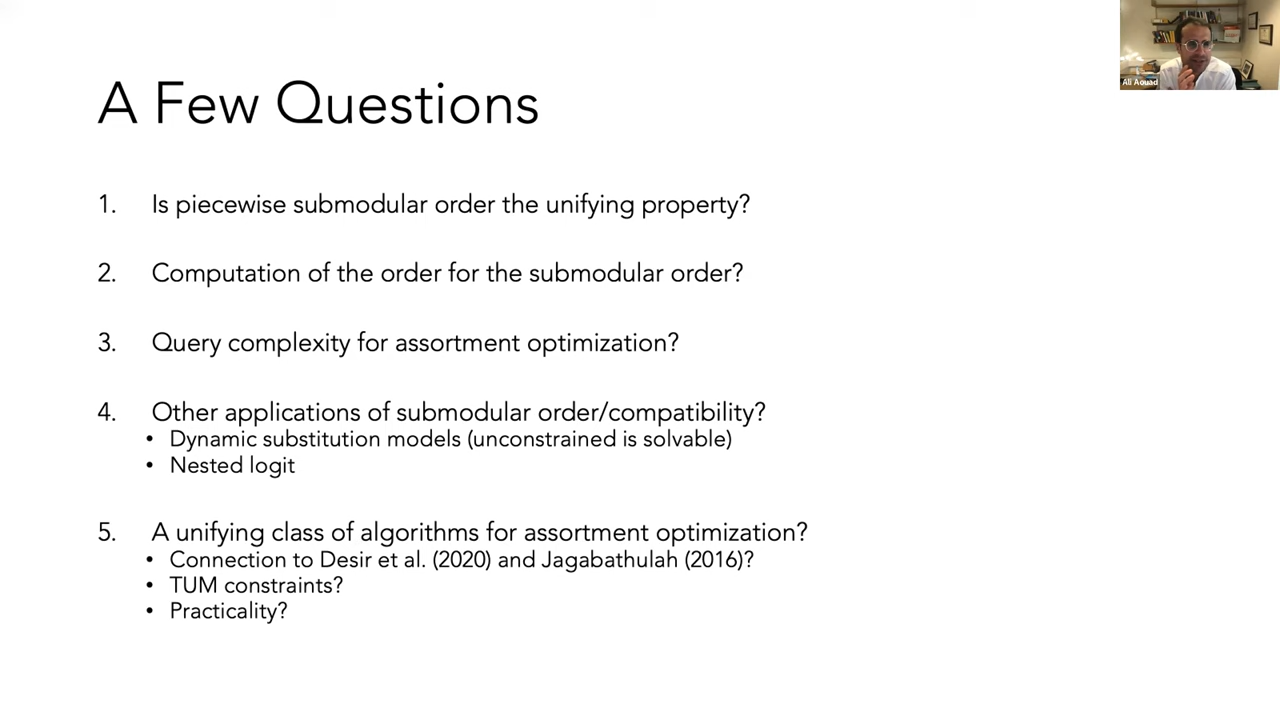 Ali Aouad
A Few Questions
1. Is piecewise submodular order the unifying property?
2. Computation of the order for the submodular order?
3. Query complexity for assortment optimization?
4. Other applications of submodular order/compatibility?
• Dynamic substitution models (unconstrained is solvable)
• Nested logit
5. A unifying class of algorithms for assortment optimization?
• Connection to Desir et al. (2020) and Jagabathulah (2016)?
• TUM constraints?
• Practicality?